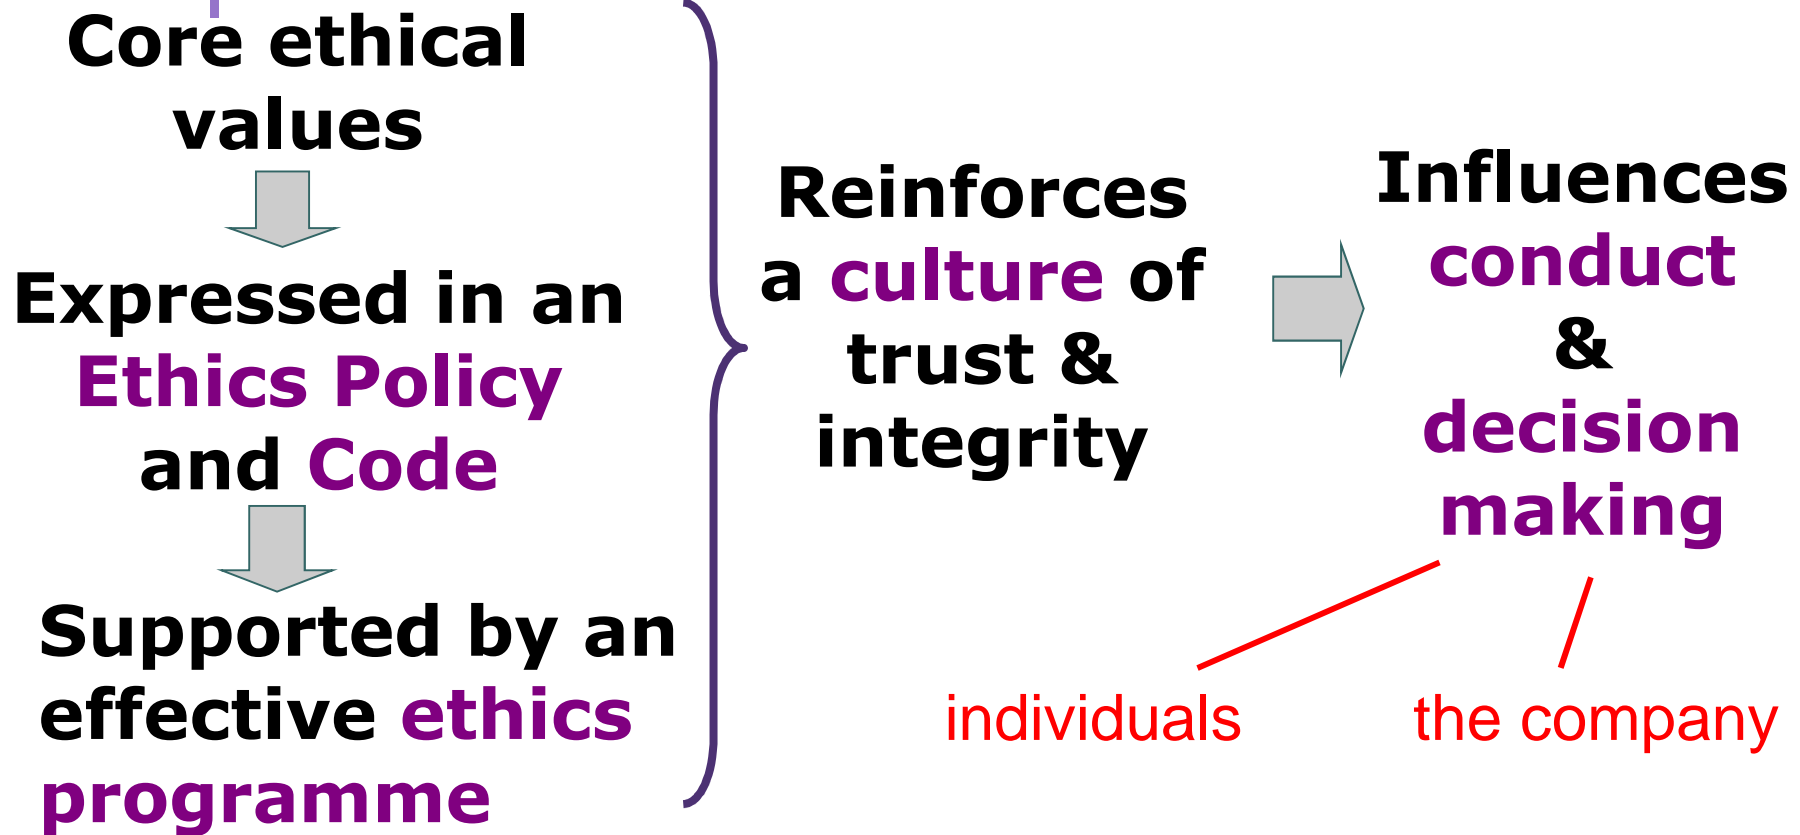 Core ethical
values
Expressed in an
Ethics Policy
and Code
Supported by an
effective ethics
programme
Reinforces
a culture of
trust &
integrity
Influences
conduct
&
decision
making
individuals
the company